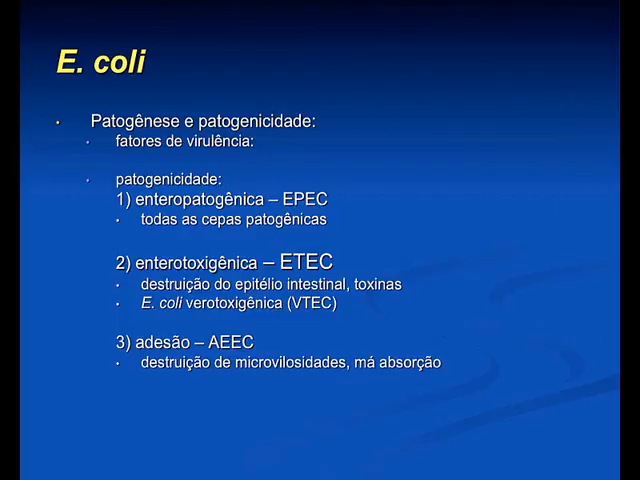 E. coli
• Patogênese e patogenicidade:
• fatores de virulência:
• patogenicidade:
1) enteropatogênica – EPEC
• todas as cepas patogênicas
2) enterotoxigênica – ETEC
• destruição do epitélio intestinal, toxinas
• E. coli verotoxigênica (VTEC)
3) adesão – AEEC
• destruição de microvilosidades, má absorção